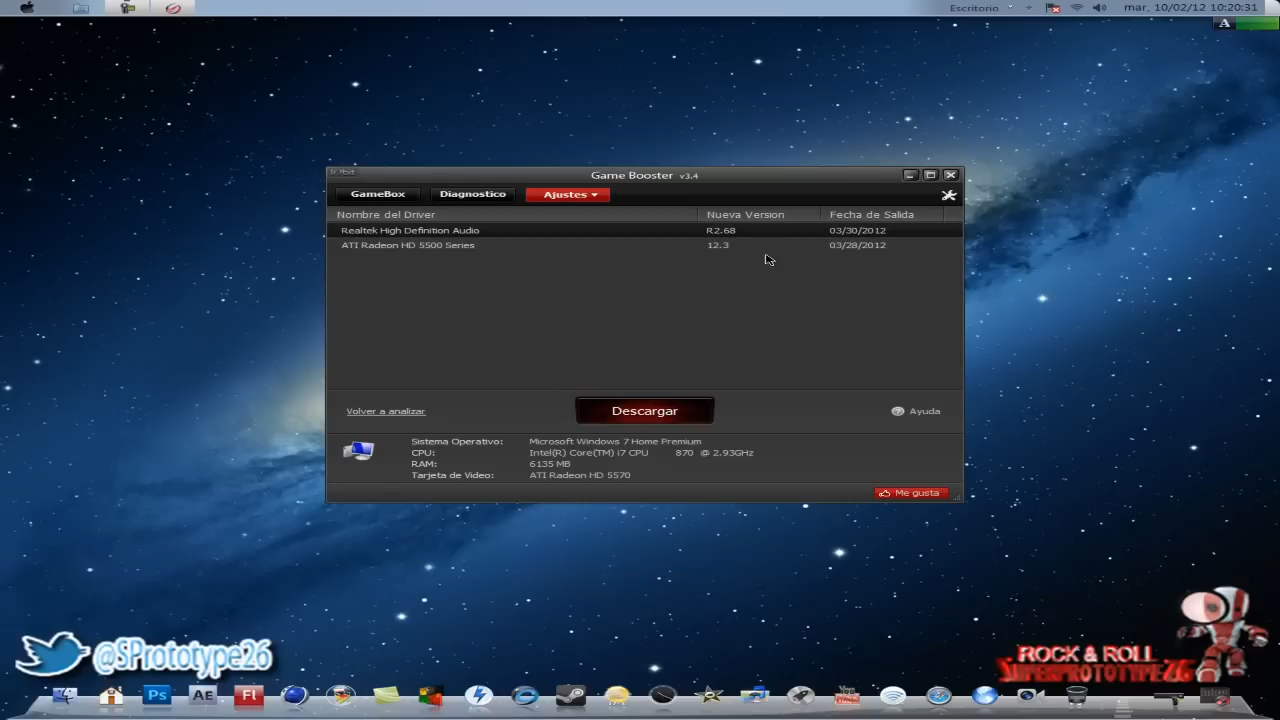 Escritorio
mar, 10/02/12 10:20:31
A
Game Booster v3.4
GameBox Diagnostico Ajustes
Nombre del Driver Nueva Version Fecha de Salida
Realtek High Definition Audio R2.68 03/30/2012
ATI Radeon HD 5500 Series 12.3 03/28/2012
Volver a analizar Descargar Ayuda
Sistema Operativo: Microsoft Windows 7 Home Premium
CPU: Intel(R) Core(TM) i7 CPU 870 @ 2.93GHz
RAM: 6135 MB
Tarjeta de Video: ATI Radeon HD 5570
Me gusta
@SPrototype26
ROCK & ROLL
SUPERPROTOTYPE26
Ps AE Fl
You